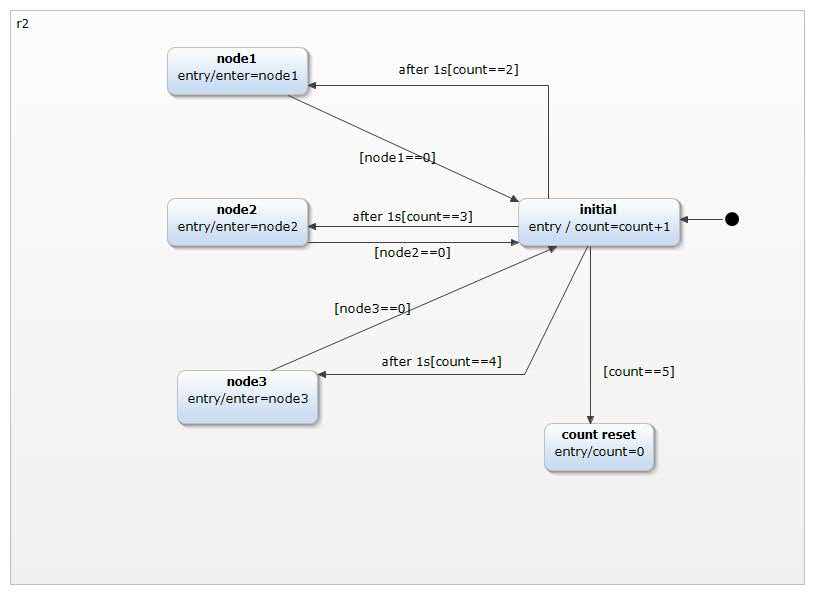 r2
node1
entry/enter=node1
after 1s[count==2]
[node1==0]
node2
entry/enter=node2
after 1s[count==3]
initial
entry / count=count+1
[node2==0]
[node3==0]
after 1s[count==4]
node3
entry/enter=node3
[count==5]
count reset
entry/count=0